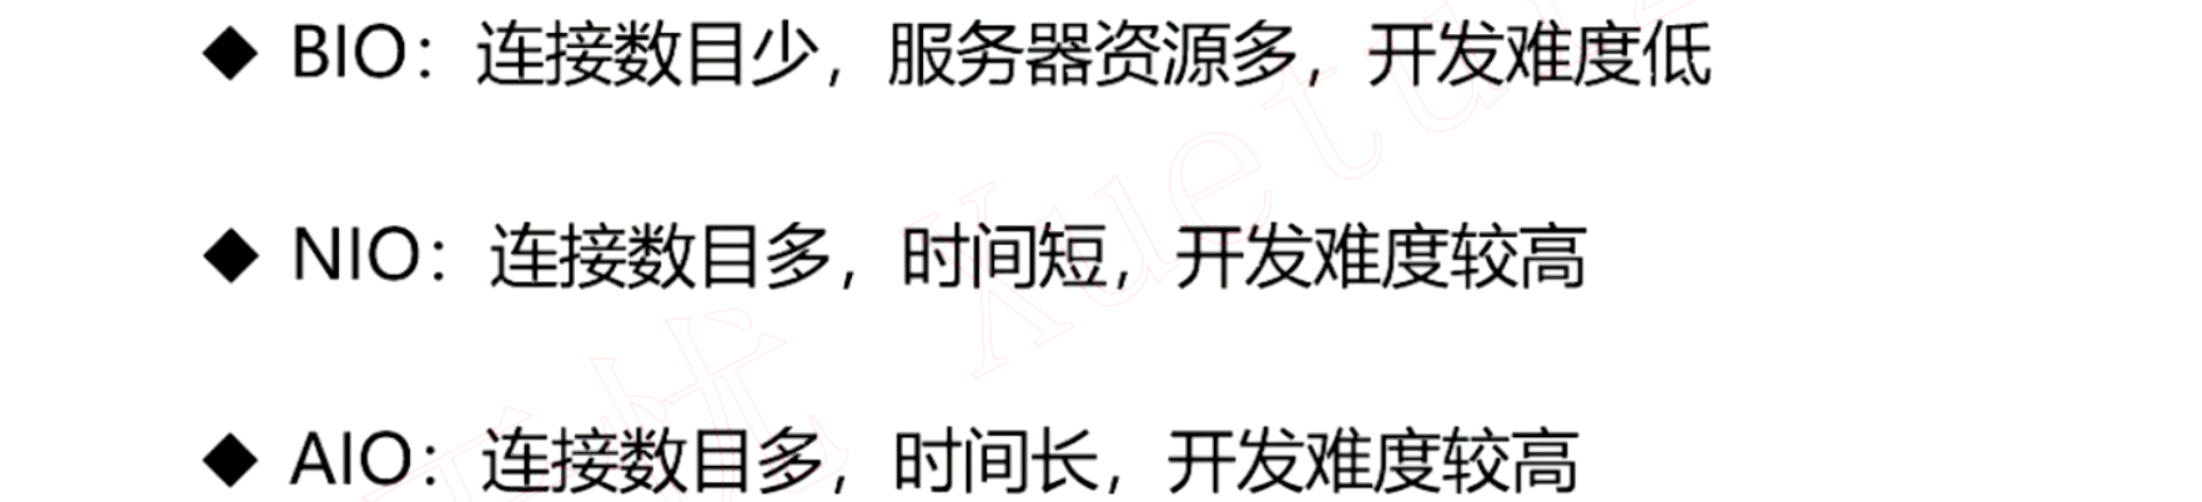 ◆ BIO：连接数目少，服务器资源多，开发难度低
◆ NIO：连接数目多，时间短，开发难度较高
◆ AIO：连接数目多，时间长，开发难度较高